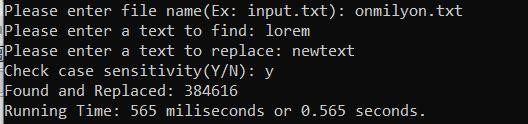 Please enter file name(Ex: input.txt): onmilyon.txt
Please enter a text to find: lorem
Please enter a text to replace: newtext
Check case sensitivity(Y/N): y
Found and Replaced: 384616
Running Time: 565 miliseconds or 0.565 seconds.